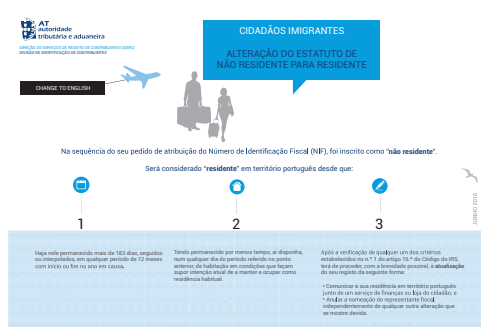 AT
autoridade
tributária e aduaneira
DIREÇÃO DE SERVIÇOS DE REGISTO DE CONTRIBUINTES (DSRC)
DIVISÃO DE IDENTIFICAÇÃO DE CONTRIBUINTES
CHANGE TO ENGLISH
CIDADÃOS IMIGRANTES
ALTERAÇÃO DO ESTATUTO DE
NÃO RESIDENTE PARA RESIDENTE
Na sequência do seu pedido de atribuição do Número de Identificação Fiscal (NIF), foi inscrito como "não residente".
Será considerado "residente" em território português desde que:
JUNHO 2016
1
Haja nele permanecido mais de 183 dias, seguidos
ou interpolados, em qualquer período de 12 meses
com início ou fim no ano em causa.
2
Tendo permanecido por menos tempo, aí disponha,
num qualquer dia do período referido no ponto
anterior, de habitação em condições que façam
supor intenção atual de a manter e ocupar como
residência habitual.
3
Após a verificação de qualquer um dos critérios
estabelecidos no n.º 1 do artigo 16.º do Código do IRS,
terá de proceder, com a brevidade possível, à atualização
do seu registo da seguinte forma:
• Comunicar a sua residência em território português
junto de um serviço de finanças ou loja do cidadão; e
• Anular a nomeação do representante fiscal,
independentemente de qualquer outra alteração que
se mostre devida.